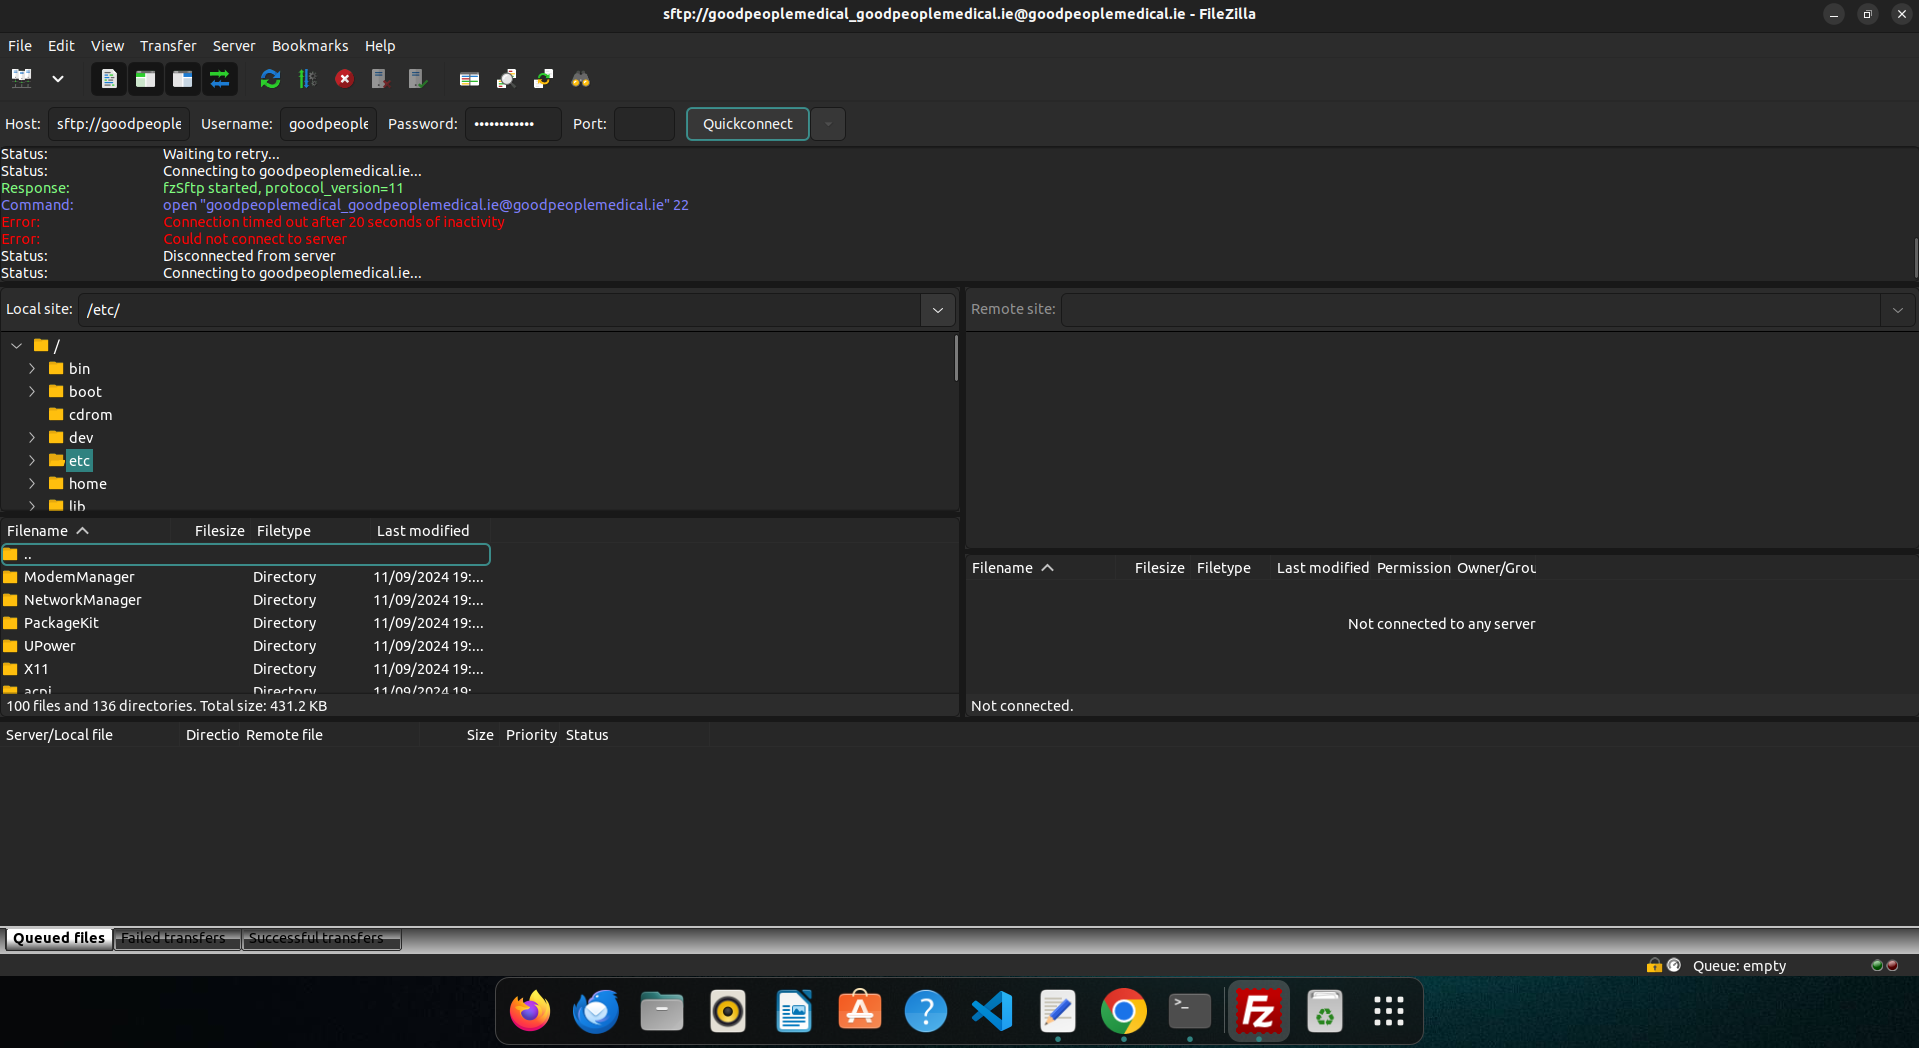 sftp://goodpeoplemedical_goodpeoplemedical.ie@goodpeoplemedical.ie - FileZilla
File Edit View Transfer Server Bookmarks Help
Host: sftp://goodpeople Username: goodpeople Password: •••••••••••• Port: Quickconnect
Status: Waiting to retry...
Status: Connecting to goodpeoplemedical.ie...
Response: fzSftp started, protocol_version=11
Command: open "goodpeoplemedical_goodpeoplemedical.ie@goodpeoplemedical.ie" 22
Error: Connection timed out after 20 seconds of inactivity
Error: Could not connect to server
Status: Disconnected from server
Status: Connecting to goodpeoplemedical.ie...
Local site: /etc/
/
bin
boot
cdrom
dev
etc
home
lib
Filename Filesize Filetype Last modified
..
ModemManager Directory 11/09/2024 19:...
NetworkManager Directory 11/09/2024 19:...
PackageKit Directory 11/09/2024 19:...
UPower Directory 11/09/2024 19:...
X11 Directory 11/09/2024 19:...
acpi Directory 11/09/2024 19:...
100 files and 136 directories. Total size: 431.2 KB
Remote site:
Filename Filesize Filetype Last modified Permission Owner/Grou
Not connected to any server
Not connected.
Server/Local file Directio Remote file Size Priority Status
Queued files Failed transfers Successful transfers
Queue: empty